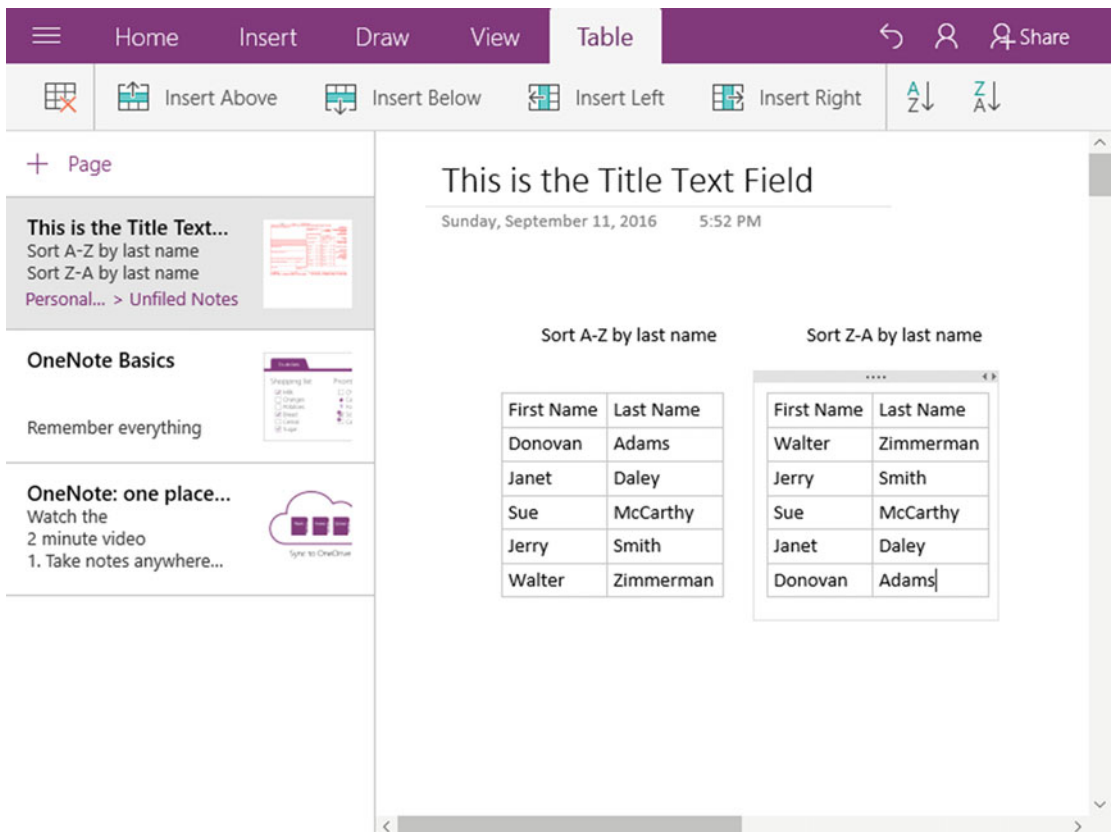 Home Insert Draw View Table Share
Insert Above Insert Below Insert Left Insert Right A Z Z A
+ Page
This is the Title Text...
Sort A-Z by last name
Sort Z-A by last name
Personal... > Unfiled Notes
OneNote Basics
Remember everything
OneNote: one place...
Watch the
2 minute video
1. Take notes anywhere...
Sync to OneDrive
This is the Title Text Field
Sunday, September 11, 2016 5:52 PM
Sort A-Z by last name Sort Z-A by last name
First Name Last Name First Name Last Name
Donovan Adams Walter Zimmerman
Janet Daley Jerry Smith
Sue McCarthy Sue McCarthy
Jerry Smith Janet Daley
Walter Zimmerman Donovan Adams